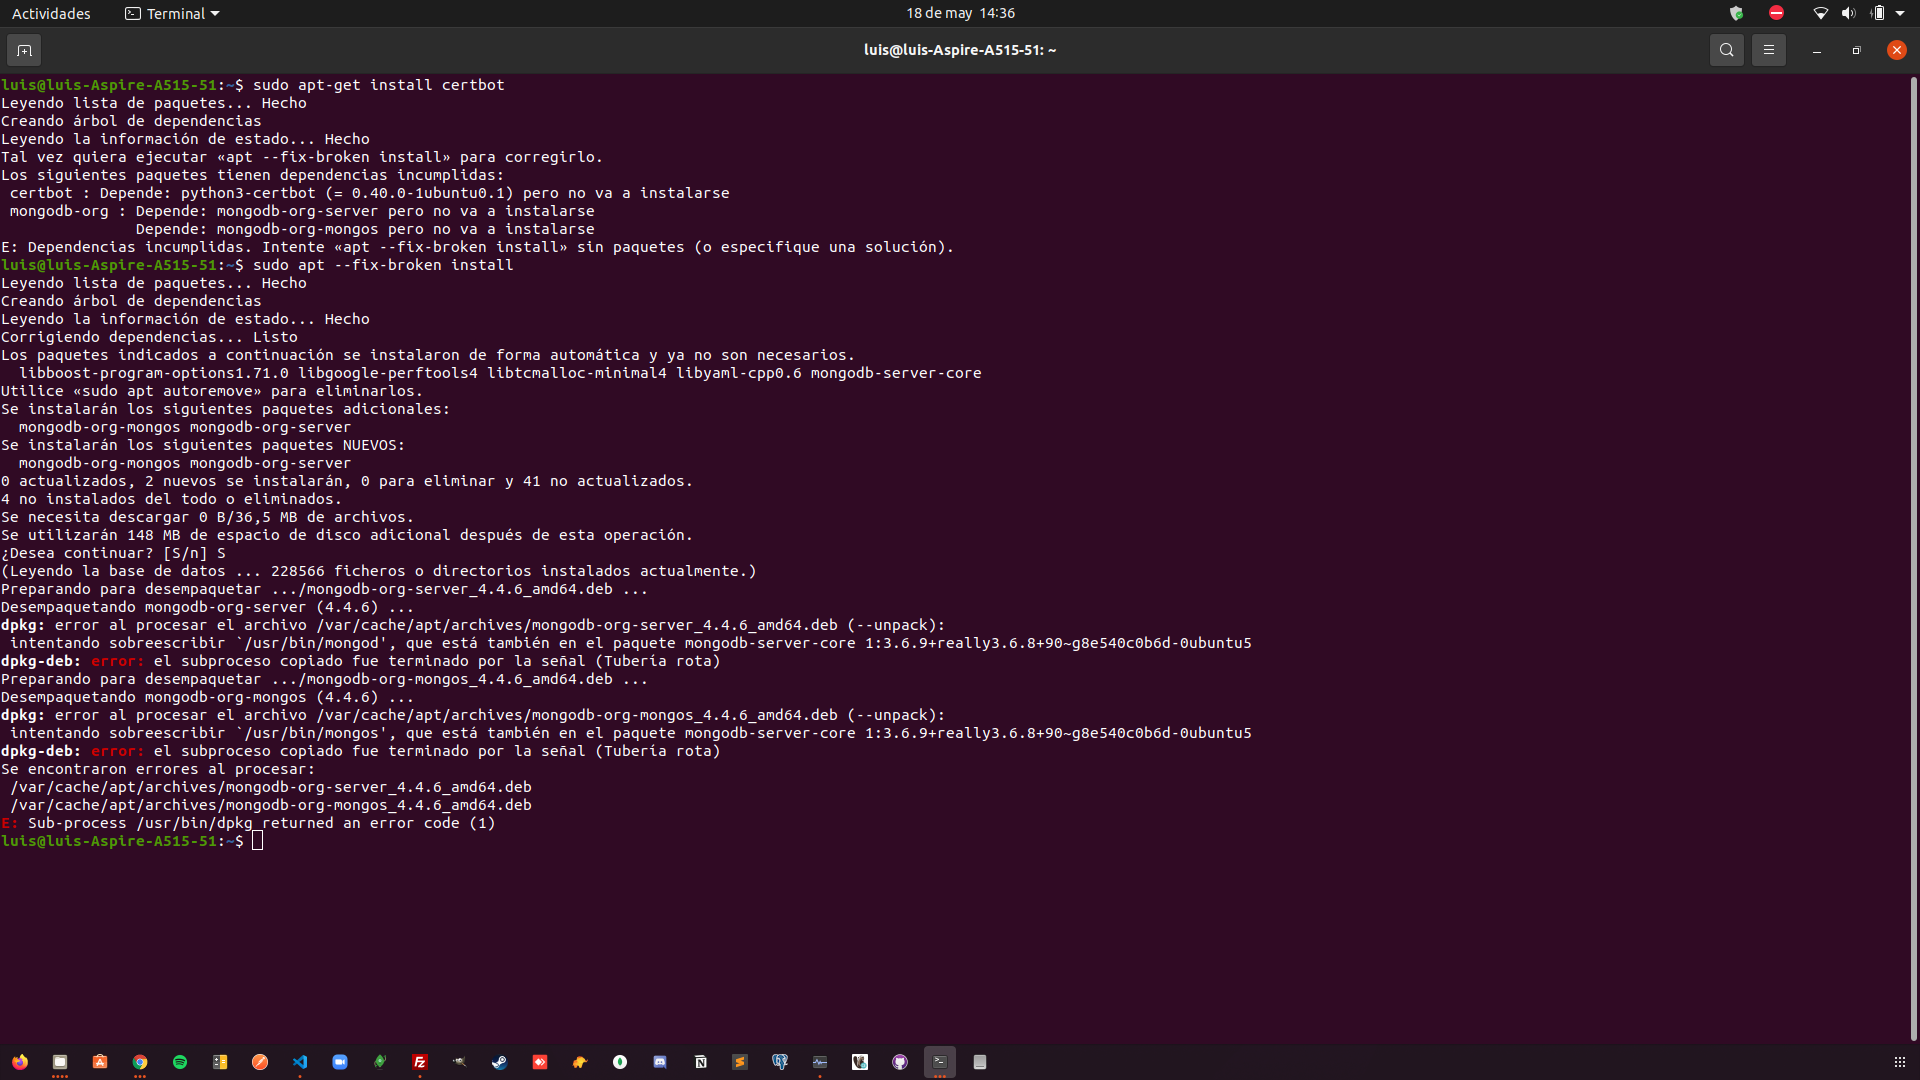 Actividades
Terminal
18 de may 14:36
luis@luis-Aspire-A515-51: ~
luis@luis-Aspire-A515-51:~$ sudo apt-get install certbot
Leyendo lista de paquetes... Hecho
Creando árbol de dependencias
Leyendo la información de estado... Hecho
Tal vez quiera ejecutar «apt --fix-broken install» para corregirlo.
Los siguientes paquetes tienen dependencias incumplidas:
 certbot : Depende: python3-certbot (= 0.40.0-1ubuntu0.1) pero no va a instalarse
 mongodb-org : Depende: mongodb-org-server pero no va a instalarse
               Depende: mongodb-org-mongos pero no va a instalarse
E: Dependencias incumplidas. Intente «apt --fix-broken install» sin paquetes (o especifique una solución).
luis@luis-Aspire-A515-51:~$ sudo apt --fix-broken install
Leyendo lista de paquetes... Hecho
Creando árbol de dependencias
Leyendo la información de estado... Hecho
Corrigiendo dependencias... Listo
Los paquetes indicados a continuación se instalaron de forma automática y ya no son necesarios.
  libboost-program-options1.71.0 libgoogle-perftools4 libtcmalloc-minimal4 libyaml-cpp0.6 mongodb-server-core
Utilice «sudo apt autoremove» para eliminarlos.
Se instalarán los siguientes paquetes adicionales:
  mongodb-org-mongos mongodb-org-server
Se instalarán los siguientes paquetes NUEVOS:
  mongodb-org-mongos mongodb-org-server
0 actualizados, 2 nuevos se instalarán, 0 para eliminar y 41 no actualizados.
4 no instalados del todo o eliminados.
Se necesita descargar 0 B/36,5 MB de archivos.
Se utilizarán 148 MB de espacio de disco adicional después de esta operación.
¿Desea continuar? [S/n] S
(Leyendo la base de datos ... 228566 ficheros o directorios instalados actualmente.)
Preparando para desempaquetar .../mongodb-org-server_4.4.6_amd64.deb ...
Desempaquetando mongodb-org-server (4.4.6) ...
dpkg: error al procesar el archivo /var/cache/apt/archives/mongodb-org-server_4.4.6_amd64.deb (--unpack):
 intentando sobreescribir `/usr/bin/mongod', que está también en el paquete mongodb-server-core 1:3.6.9+really3.6.8+90~g8e540c0b6d-0ubuntu5
dpkg-deb: error: el subproceso copiado fue terminado por la señal (Tubería rota)
Preparando para desempaquetar .../mongodb-org-mongos_4.4.6_amd64.deb ...
Desempaquetando mongodb-org-mongos (4.4.6) ...
dpkg: error al procesar el archivo /var/cache/apt/archives/mongodb-org-mongos_4.4.6_amd64.deb (--unpack):
 intentando sobreescribir `/usr/bin/mongos', que está también en el paquete mongodb-server-core 1:3.6.9+really3.6.8+90~g8e540c0b6d-0ubuntu5
dpkg-deb: error: el subproceso copiado fue terminado por la señal (Tubería rota)
Se encontraron errores al procesar:
 /var/cache/apt/archives/mongodb-org-server_4.4.6_amd64.deb
 /var/cache/apt/archives/mongodb-org-mongos_4.4.6_amd64.deb
E: Sub-process /usr/bin/dpkg returned an error code (1)
luis@luis-Aspire-A515-51:~$